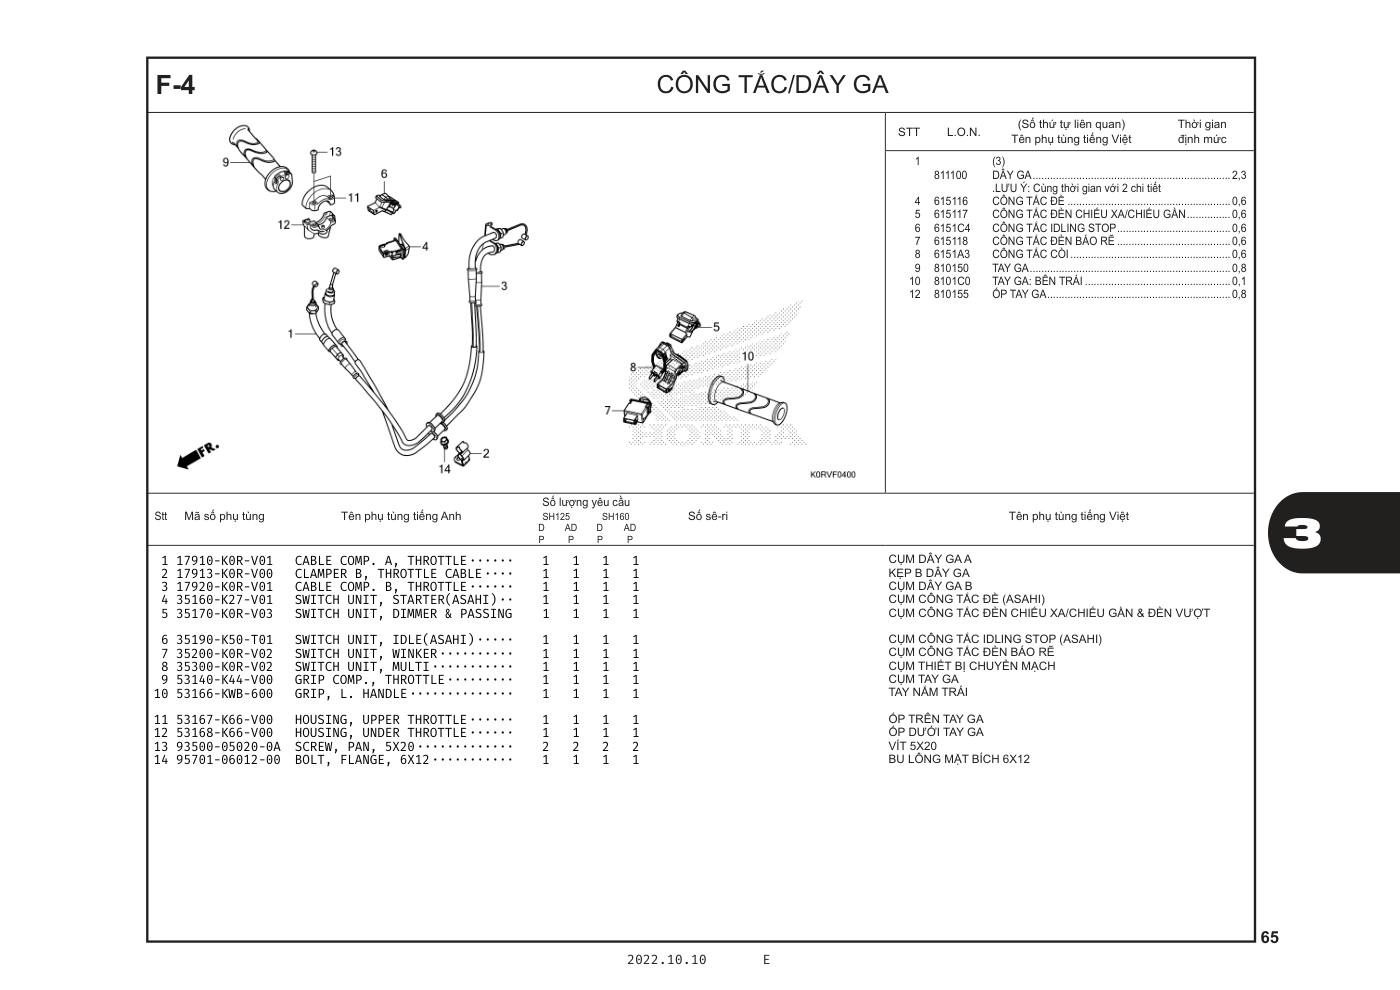 F-4
CÔNG TẮC/DÂY GA
STT L.O.N. (Số thứ tự liên quan) Tên phụ tùng tiếng Việt Thời gian định mức
1 (3)
811100 DÂY GA 2,3
.LƯU Ý: Cùng thời gian với 2 chi tiết
4 615116 CÔNG TẮC ĐỀ 0,6
5 615117 CÔNG TẮC ĐÈN CHIẾU XA/CHIẾU GẦN 0,6
6 6151C4 CÔNG TẮC IDLING STOP 0,6
7 615118 CÔNG TẮC ĐÈN BÁO RẼ 0,6
8 6151A3 CÔNG TẮC CÒI 0,6
9 810150 TAY GA 0,8
10 8101C0 TAY GA: BÊN TRÁI 0,1
12 810155 ỐP TAY GA 0,8
9
13
11
12
6
4
3
1
5
8
10
7
2
14
FR.
HONDA
K0RVF0400
Stt Mã số phụ tùng Tên phụ tùng tiếng Anh Số lượng yêu cầu Số sê-ri Tên phụ tùng tiếng Việt
SH125 SH160
D AD D AD
P P P P
1 17910-K0R-V01 CABLE COMP. A, THROTTLE ······ 1 1 1 1 CỤM DÂY GA A
2 17913-K0R-V00 CLAMPER B, THROTTLE CABLE ···· 1 1 1 1 KẸP B DÂY GA
3 17920-K0R-V01 CABLE COMP. B, THROTTLE ······ 1 1 1 1 CỤM DÂY GA B
4 35160-K27-V01 SWITCH UNIT, STARTER(ASAHI) ·· 1 1 1 1 CỤM CÔNG TẮC ĐỀ (ASAHI)
5 35170-K0R-V03 SWITCH UNIT, DIMMER & PASSING 1 1 1 1 CỤM CÔNG TẮC ĐÈN CHIẾU XA/CHIẾU GẦN & ĐÈN VƯỢT
6 35190-K50-T01 SWITCH UNIT, IDLE(ASAHI) ····· 1 1 1 1 CỤM CÔNG TẮC IDLING STOP (ASAHI)
7 35200-K0R-V02 SWITCH UNIT, WINKER ·········· 1 1 1 1 CỤM CÔNG TẮC ĐÈN BÁO RẼ
8 35300-K0R-V02 SWITCH UNIT, MULTI ··········· 1 1 1 1 CỤM THIẾT BỊ CHUYỂN MẠCH
9 53140-K44-V00 GRIP COMP., THROTTLE ········· 1 1 1 1 CỤM TAY GA
10 53166-KWB-600 GRIP, L. HANDLE ·············· 1 1 1 1 TAY NẮM TRÁI
11 53167-K66-V00 HOUSING, UPPER THROTTLE ······ 1 1 1 1 ỐP TRÊN TAY GA
12 53168-K66-V00 HOUSING, UNDER THROTTLE ······ 1 1 1 1 ỐP DƯỚI TAY GA
13 93500-05020-0A SCREW, PAN, 5X20 ············· 2 2 2 2 VÍT 5X20
14 95701-06012-00 BOLT, FLANGE, 6X12 ··········· 1 1 1 1 BU LÔNG MẶT BÍCH 6X12
3
65
2022.10.10 E